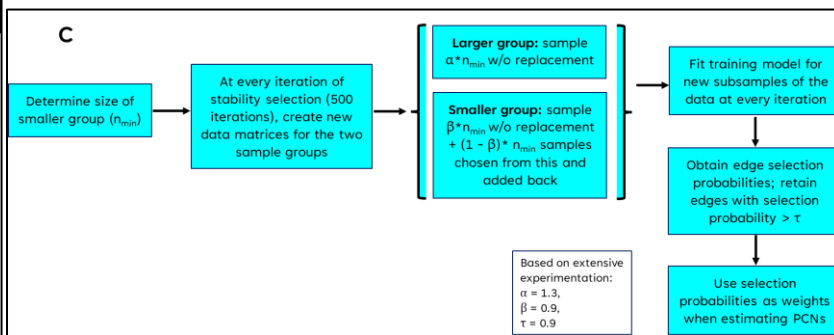 C
Determine size of
smaller group (nmin)
At every iteration of
stability selection (500
iterations), create new
data matrices for the two
sample groups
Larger group: sample
α*nmin w/o replacement
Smaller group: sample
β*nmin w/o replacement
+ (1 - β)* nmin samples
chosen from this and
added back
Fit training model for
new subsamples of the
data at every iteration
Obtain edge selection
probabilities; retain
edges with selection
probability > τ
Use selection
probabilities as weights
when estimating PCNs
Based on extensive
experimentation:
α = 1.3,
β = 0.9,
τ = 0.9